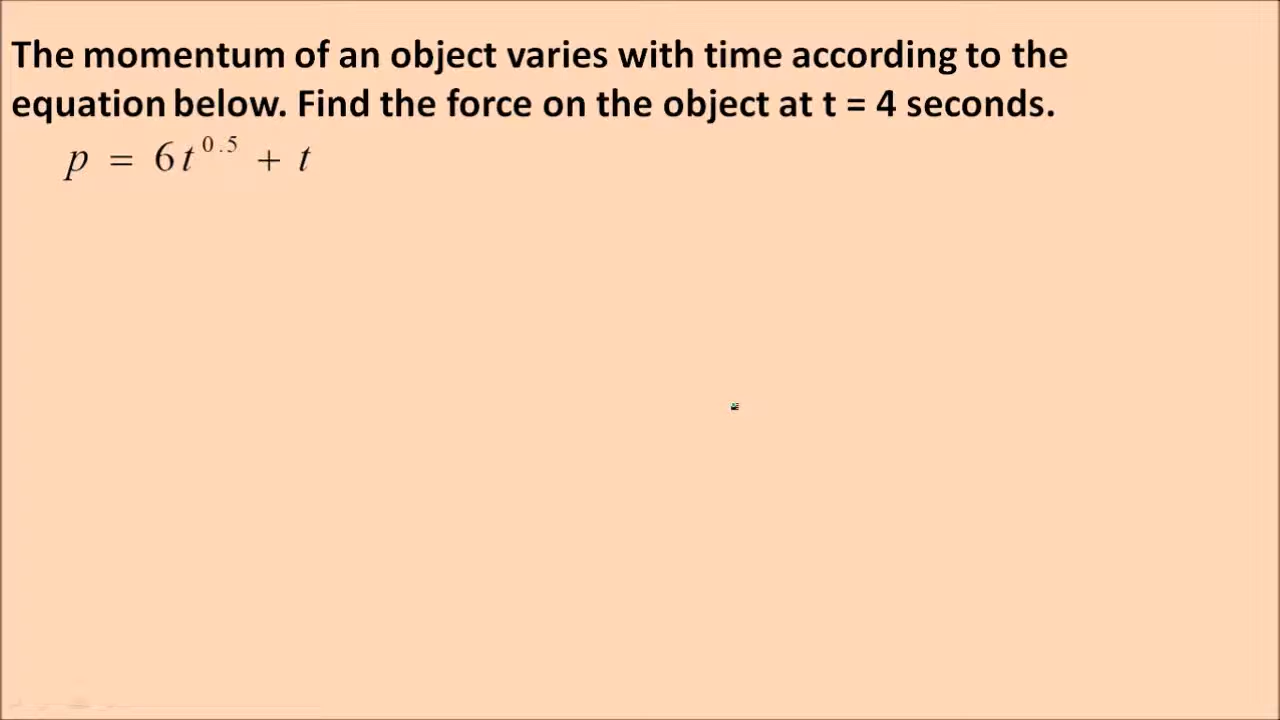 The momentum of an object varies with time according to the
equation below. Find the force on the object at t = 4 seconds.
p = 6t^0.5 + t